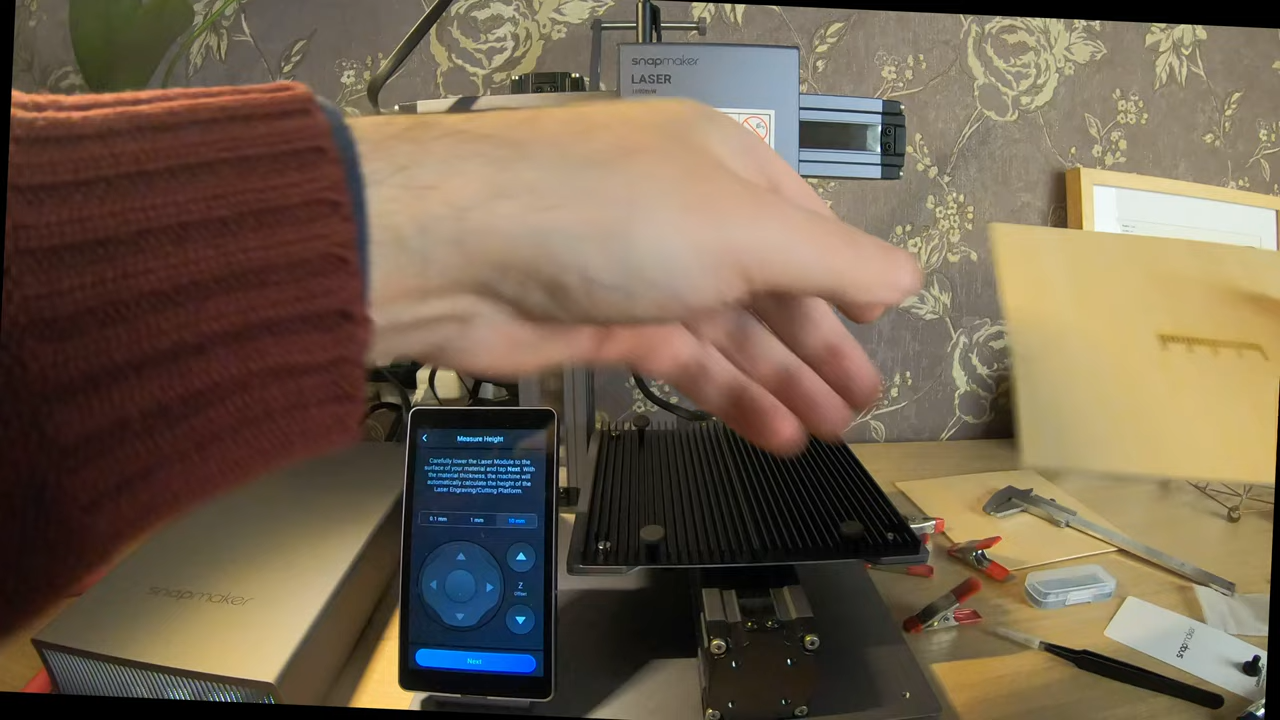 snapmaker
LASER
1600mW
Measure Height
Carefully lower the Laser Module to the
surface of your material and tap Next. With
the material thickness, the machine will
automatically calculate the height of the
Laser Engraving/Cutting Platform.
0.1 mm
1 mm
10 mm
Z
Offset
Next
snapmaker
snapmaker